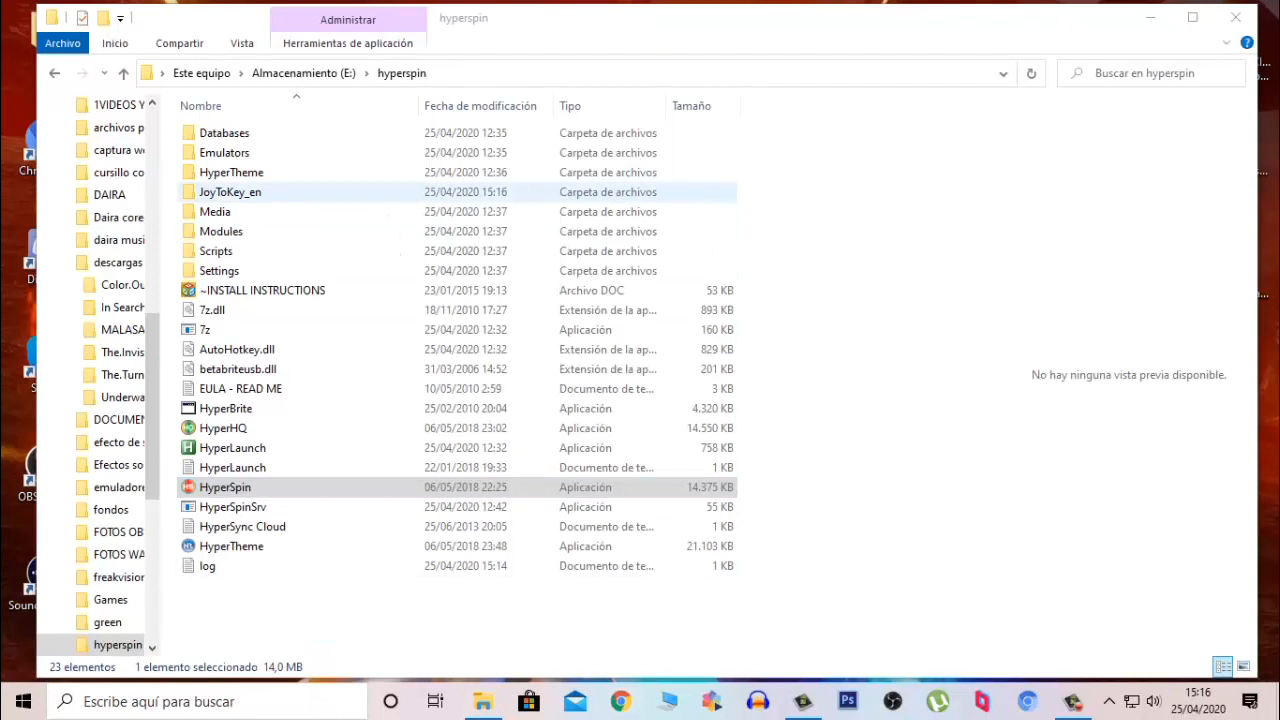 Administrar
hyperspin
Archivo
Inicio
Compartir
Vista
Herramientas de aplicación
Este equipo
Almacenamiento (E:)
hyperspin
Buscar en hyperspin
Nombre
Fecha de modificación
Tipo
Tamaño
1VIDEOS Y
archivos p
captura we
cursillo co
DAIRA
Daira core
daira musi
descargas
Color.Ou
In Search
MALASA
The.Invis
The.Turn
Underwa
DOCUMEN
efecto de s
Efectos so
emuladore
fondos
FOTOS OB
FOTOS WA
freakvision
Games
green
hyperspin
Databases 25/04/2020 12:35 Carpeta de archivos
Emulators 25/04/2020 12:35 Carpeta de archivos
HyperTheme 25/04/2020 12:36 Carpeta de archivos
JoyToKey_en 25/04/2020 15:16 Carpeta de archivos
Media 25/04/2020 12:37 Carpeta de archivos
Modules 25/04/2020 12:37 Carpeta de archivos
Scripts 25/04/2020 12:37 Carpeta de archivos
Settings 25/04/2020 12:37 Carpeta de archivos
~INSTALL INSTRUCTIONS 23/01/2015 19:13 Archivo DOC 53 KB
7z.dll 18/11/2010 17:27 Extensión de la ap... 893 KB
7z 25/04/2020 12:32 Aplicación 160 KB
AutoHotkey.dll 25/04/2020 12:32 Extensión de la ap... 829 KB
betabriteusb.dll 31/03/2006 14:52 Extensión de la ap... 201 KB
EULA - READ ME 10/05/2010 2:59 Documento de te... 3 KB
HyperBrite 25/02/2010 20:04 Aplicación 4.320 KB
HyperHQ 06/05/2018 23:02 Aplicación 14.550 KB
HyperLaunch 25/04/2020 12:32 Aplicación 758 KB
HyperLaunch 22/01/2018 19:33 Documento de te... 1 KB
HyperSpin 06/05/2018 22:25 Aplicación 14.375 KB
HyperSpinSrv 25/04/2020 12:42 Aplicación 55 KB
HyperSync Cloud 25/06/2013 20:05 Documento de te... 1 KB
HyperTheme 06/05/2018 23:48 Aplicación 21.103 KB
log 25/04/2020 15:14 Documento de te... 1 KB
No hay ninguna vista previa disponible.
Chr
OBS
Soun
23 elementos
1 elemento seleccionado 14,0 MB
Escribe aquí para buscar
Ps
15:16
25/04/2020